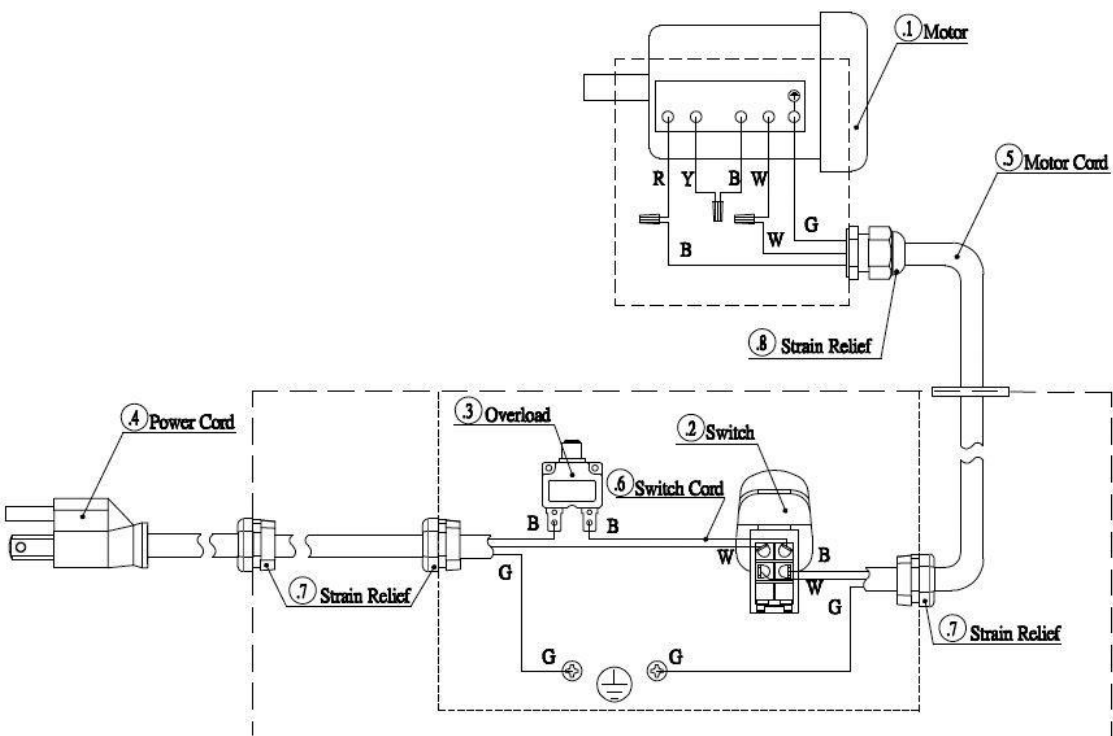 .1 Motor
R Y B W
G
W
B
.5 Motor Cord
.8 Strain Relief
.4 Power Cord
.3 Overload
.2 Switch
.6 Switch Cord
B B
W B
W
G G
.7 Strain Relief
.7 Strain Relief
G G